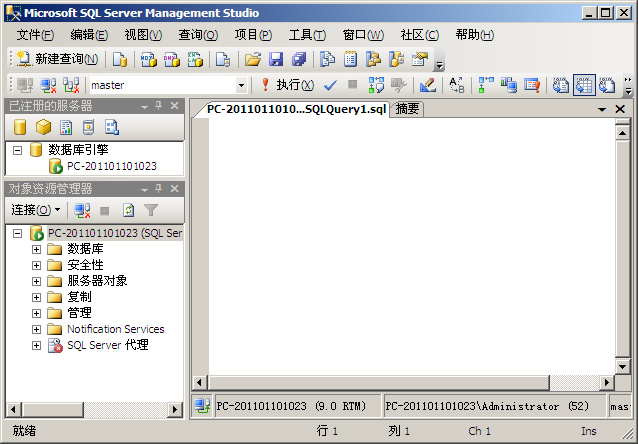 Microsoft SQL Server Management Studio
文件(F) 编辑(E) 视图(V) 查询(Q) 项目(P) 工具(T) 窗口(W) 社区(C) 帮助(H)
新建查询(N)
master 执行(X)
已注册的服务器
数据库引擎
PC-201101101023
对象资源管理器
连接(O)
PC-201101101023 (SQL Ser
数据库
安全性
服务器对象
复制
管理
Notification Services
SQL Server 代理
PC-2011011010...SQLQuery1.sql 摘要
PC-201101101023 (9.0 RTM) PC-201101101023\Administrator (52) mas
就绪 行 1 列 1 Ch 1 Ins